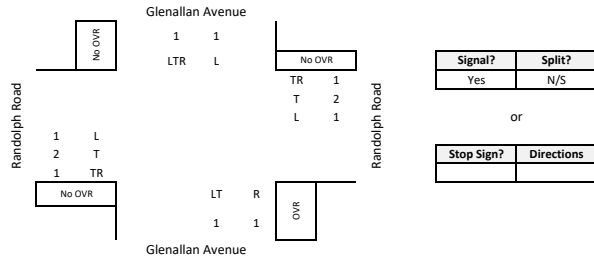 Glenallan Avenue
No OVR
1 1
LTR L
No OVR
TR 1
T 2
L 1
Randolph Road
Randolph Road
1 L
2 T
1 TR
No OVR
LT R
1 1
OVR
Glenallan Avenue
Signal? Split?
Yes N/S
or
Stop Sign? Directions